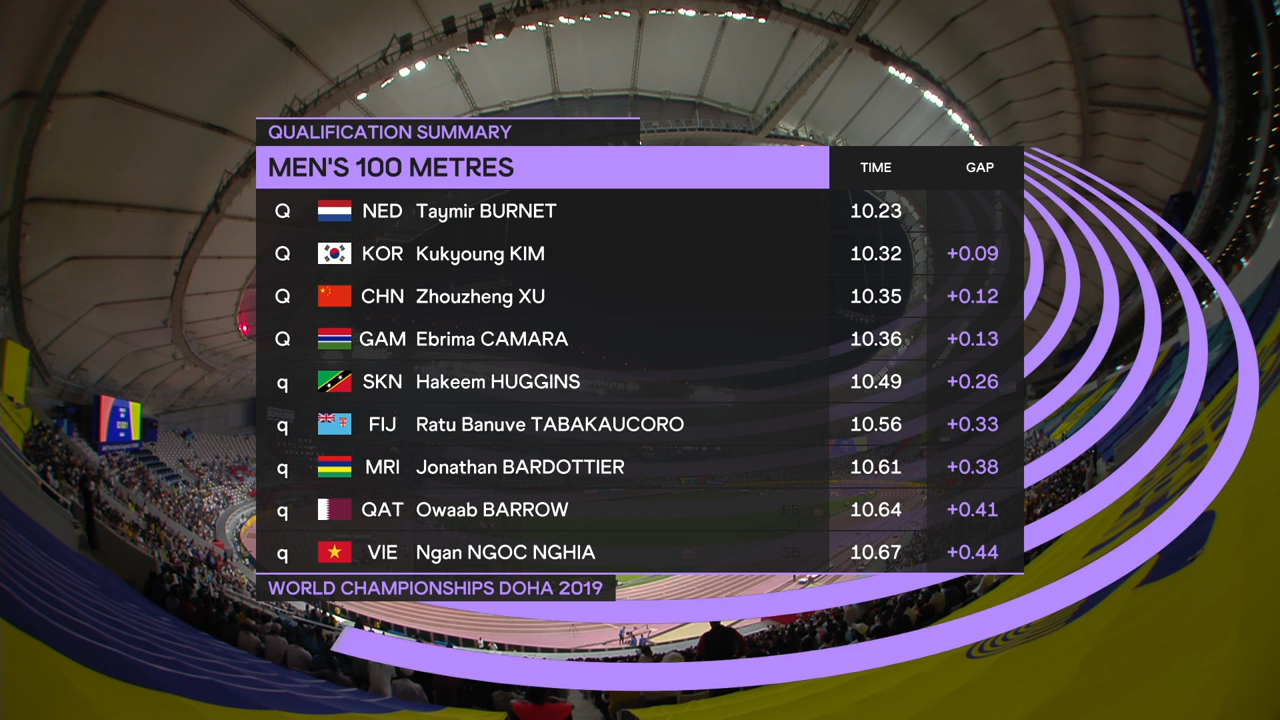 QUALIFICATION SUMMARY
MEN'S 100 METRES TIME GAP
Q NED Taymir BURNET 10.23
Q KOR Kukyoung KIM 10.32 +0.09
Q CHN Zhouzheng XU 10.35 +0.12
Q GAM Ebrima CAMARA 10.36 +0.13
q SKN Hakeem HUGGINS 10.49 +0.26
q FIJ Ratu Banuve TABAKAUCORO 10.56 +0.33
q MRI Jonathan BARDOTTIER 10.61 +0.38
q QAT Owaab BARROW 10.64 +0.41
q VIE Ngan NGOC NGHIA 10.67 +0.44
WORLD CHAMPIONSHIPS DOHA 2019